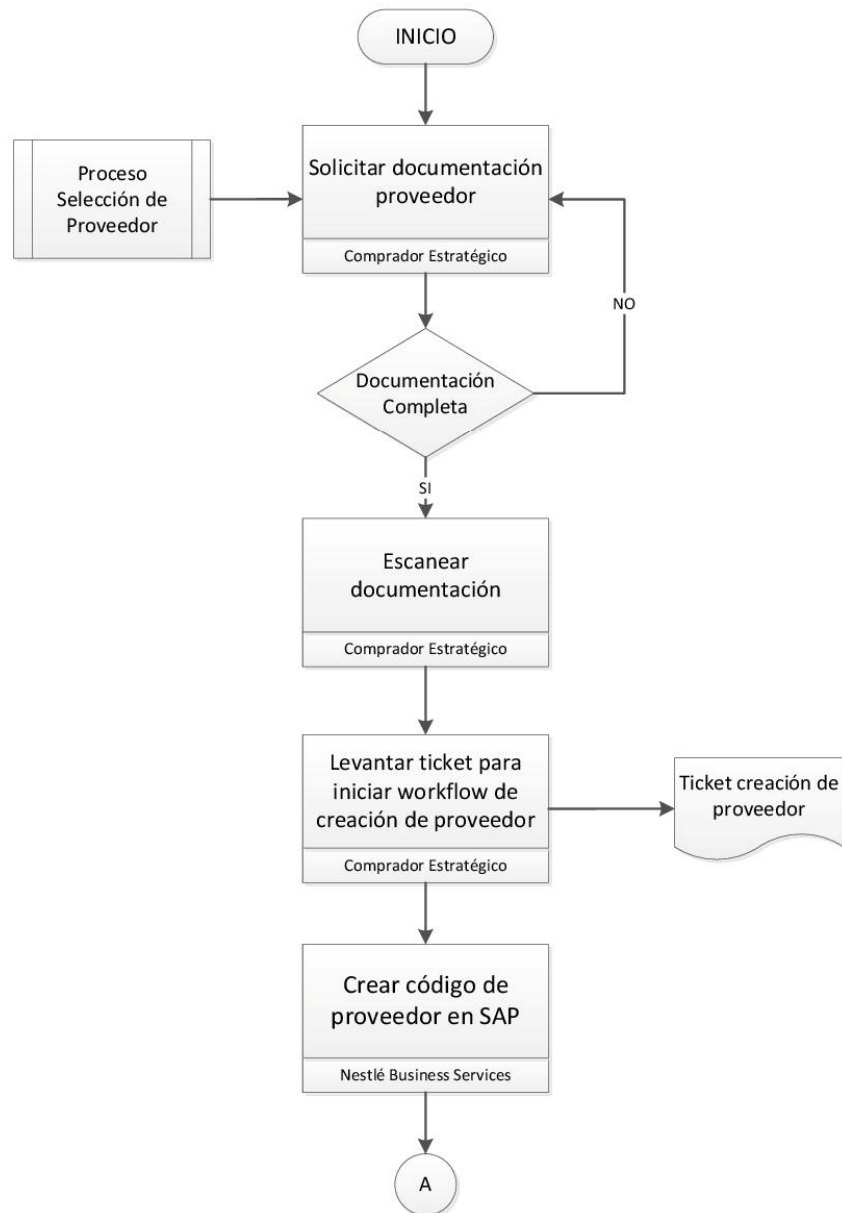 INICIO
Proceso
Selección de
Proveedor
Solicitar documentación
proveedor
Comprador Estratégico
NO
Documentación
Completa
SI
Escanear
documentación
Comprador Estratégico
Levantar ticket para
iniciar workflow de
creación de proveedor
Comprador Estratégico
Ticket creación de
proveedor
Crear código de
proveedor en SAP
Nestlé Business Services
A